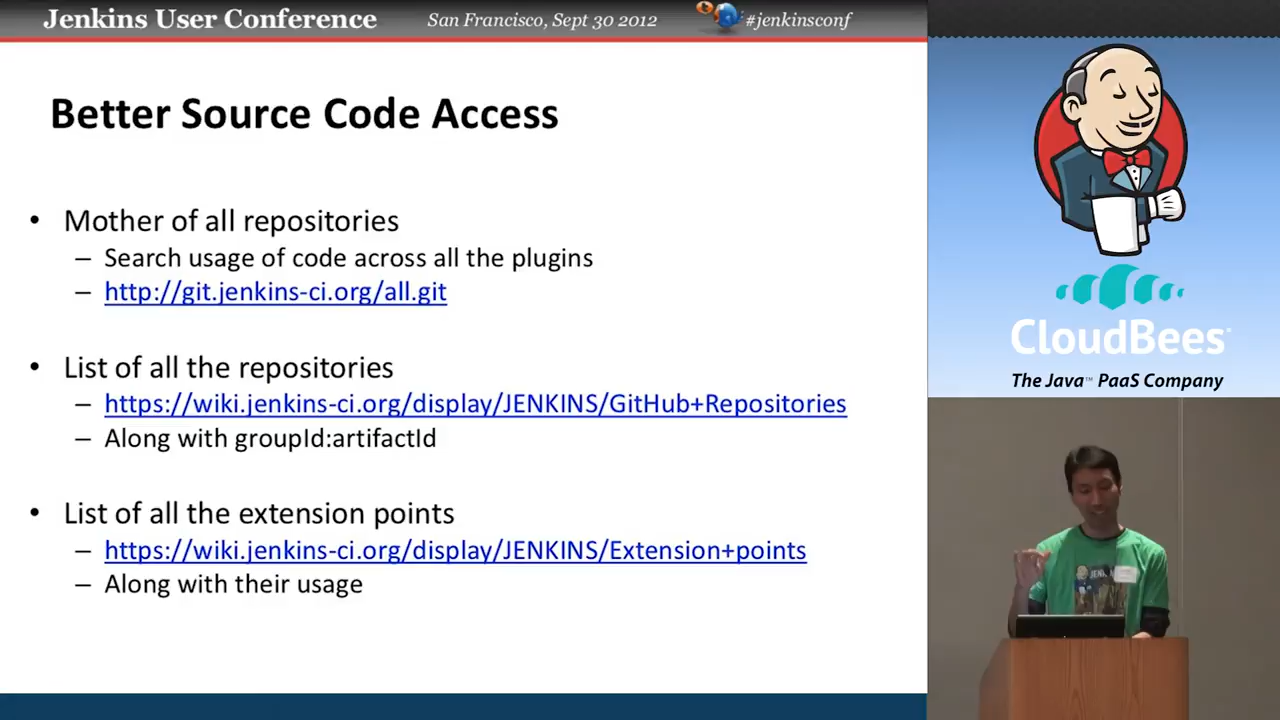 Jenkins User Conference San Francisco, Sept 30 2012 #jenkinsconf
Better Source Code Access
• Mother of all repositories
– Search usage of code across all the plugins
– http://git.jenkins-ci.org/all.git
• List of all the repositories
– https://wiki.jenkins-ci.org/display/JENKINS/GitHub+Repositories
– Along with groupId:artifactId
• List of all the extension points
– https://wiki.jenkins-ci.org/display/JENKINS/Extension+points
– Along with their usage
CloudBees
The Java™ PaaS Company